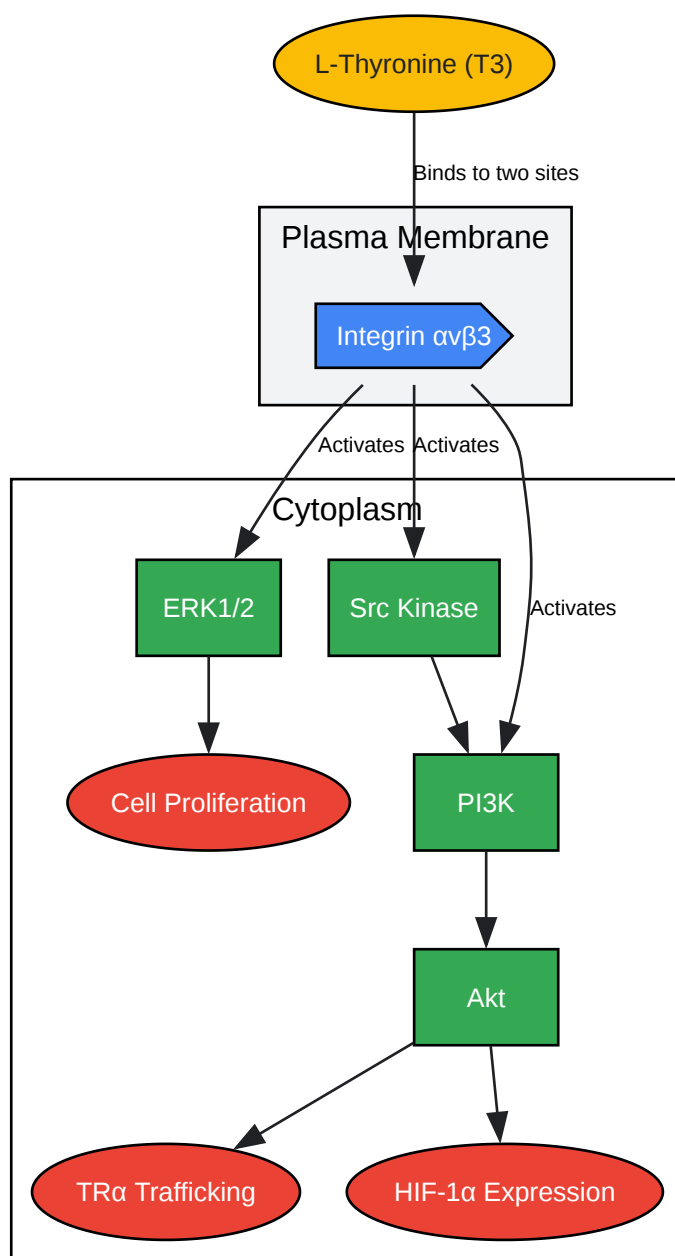 L-Thyronine (T3)
Binds to two sites
Plasma Membrane
Integrin αvβ3
Activates
Activates
Cytoplasm
ERK1/2
Src Kinase
Activates
Cell Proliferation
PI3K
Akt
TRα Trafficking
HIF-1α Expression